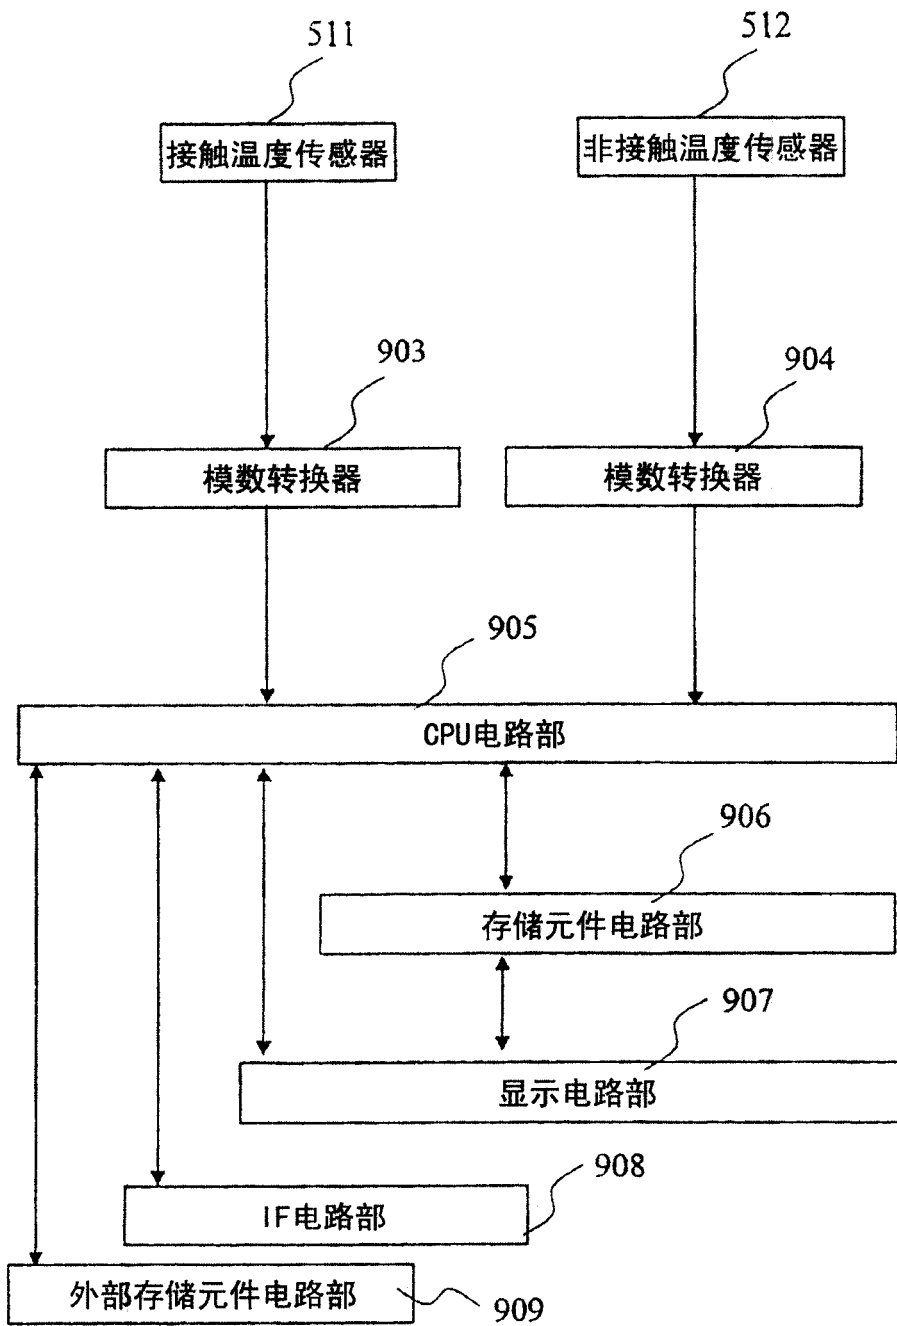 511
512
接触温度传感器
非接触温度传感器
903
904
模数转换器
模数转换器
905
CPU电路部
906
存储元件电路部
907
显示电路部
908
IF电路部
外部存储元件电路部
909